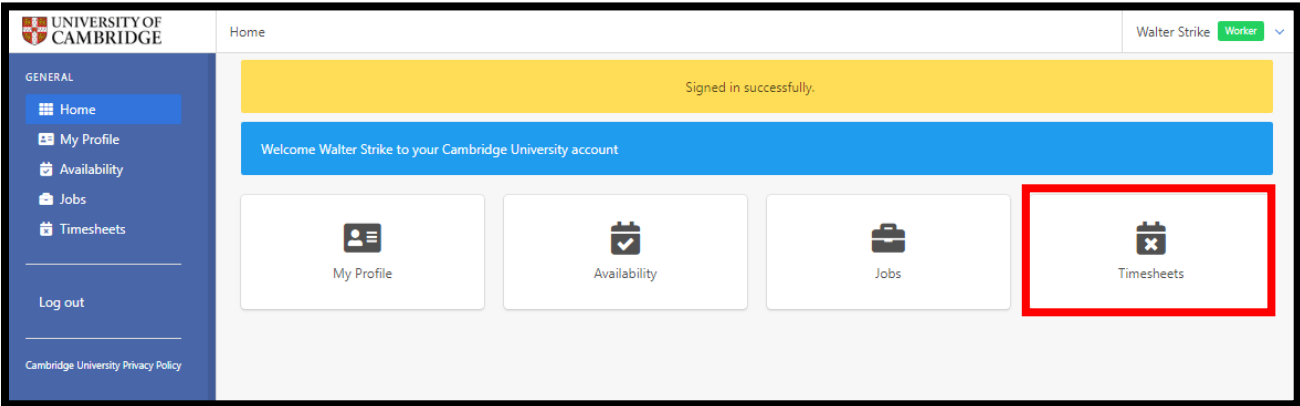 UNIVERSITY OF
CAMBRIDGE
Home
Walter Strike Worker
GENERAL
Home
My Profile
Availability
Jobs
Timesheets
Log out
Cambridge University Privacy Policy
Signed in successfully.
Welcome Walter Strike to your Cambridge University account
My Profile
Availability
Jobs
Timesheets